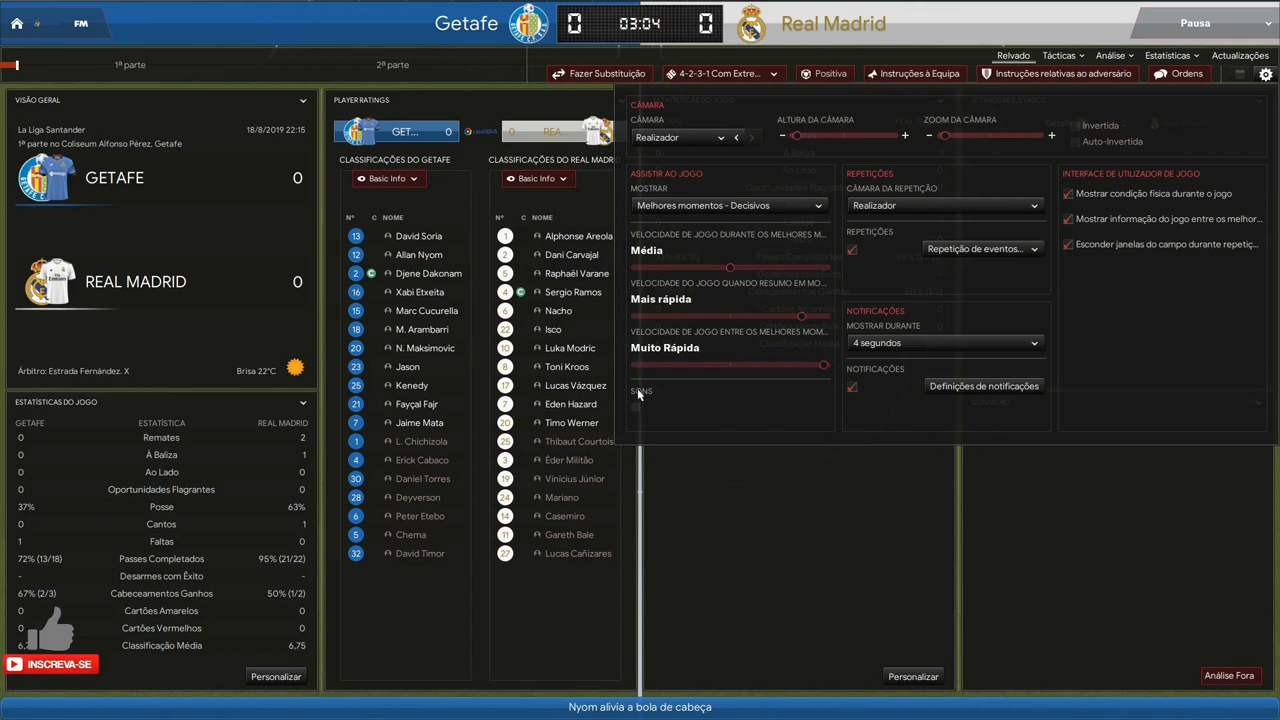 FM
Getafe
0
03:04
0
Real Madrid
Pausa
1ª parte
2ª parte
Relvado
Tácticas
Análise
Estatísticas
Actualizações
Fazer Substituição
4-2-3-1 Com Extre...
Positiva
Instruções à Equipa
Instruções relativas ao adversário
Ordens
VISÃO GERAL
La Liga Santander
18/8/2019 22:15
1ª parte no Coliseum Alfonso Pérez, Getafe
GETAFE
0
REAL MADRID
0
Árbitro: Estrada Fernández. X
Brisa 22°C
ESTATÍSTICAS DO JOGO
GETAFE ESTATÍSTICA REAL MADRID
0 Remates 2
0 À Baliza 1
0 Ao Lado 0
0 Oportunidades Flagrantes 0
37% Posse 63%
0 Cantos 1
1 Faltas 0
72% (13/18) Passes Completados 95% (21/22)
- Desarmes com Êxito -
67% (2/3) Cabeceamentos Ganhos 50% (1/2)
0 Cartões Amarelos 0
0 Cartões Vermelhos 0
6,7 Classificação Média 6,75
INSCREVA-SE
Personalizar
PLAYER RATINGS
GET... 0
0 REA...
CLASSIFICAÇÕES DO GETAFE
Basic Info
Nº C NOME
13 David Soria
12 Allan Nyom
2 C Djene Dakonam
16 Xabi Etxeita
15 Marc Cucurella
18 M. Arambarri
20 N. Maksimovic
23 Jason
25 Kenedy
21 Fayçal Fajr
7 Jaime Mata
1 L. Chichizola
4 Erick Cabaco
30 Daniel Torres
28 Deyverson
6 Peter Etebo
5 Chema
32 David Timor
CLASSIFICAÇÕES DO REAL MADR
Basic Info
Nº C NOME
1 Alphonse Areola
2 Dani Carvajal
5 Raphaël Varane
4 C Sergio Ramos
6 Nacho
22 Isco
10 Luka Modric
8 Toni Kroos
17 Lucas Vázquez
7 Eden Hazard
20 Timo Werner
25 Thibaut Courtois
3 Éder Militão
19 Vinícius Júnior
24 Mariano
14 Casemiro
11 Gareth Bale
27 Lucas Cañizares
CÂMARA
CÂMARA
Realizador
ALTURA DA CÂMARA
- +
ZOOM DA CÂMARA
- +
Invertida
Auto-Invertida
ASSISTIR AO JOGO
MOSTRAR
Melhores momentos - Decisivos
VELOCIDADE DE JOGO DURANTE OS MELHORES M...
Média
VELOCIDADE DO JOGO QUANDO RESUMO EM MO...
Mais rápida
VELOCIDADE DE JOGO ENTRE OS MELHORES MOM...
Muito Rápida
SONS
REPETIÇÕES
CÂMARA DA REPETIÇÃO
Realizador
REPETIÇÕES
Repetição de eventos...
NOTIFICAÇÕES
MOSTRAR DURANTE
4 segundos
NOTIFICAÇÕES
Definições de notificações
INTERFACE DE UTILIZADOR DE JOGO
Mostrar condição física durante o jogo
Mostrar informação do jogo entre os melhor...
Esconder janelas do campo durante repetiç...
Personalizar
Análise Fora
Nyom alivia a bola de cabeça